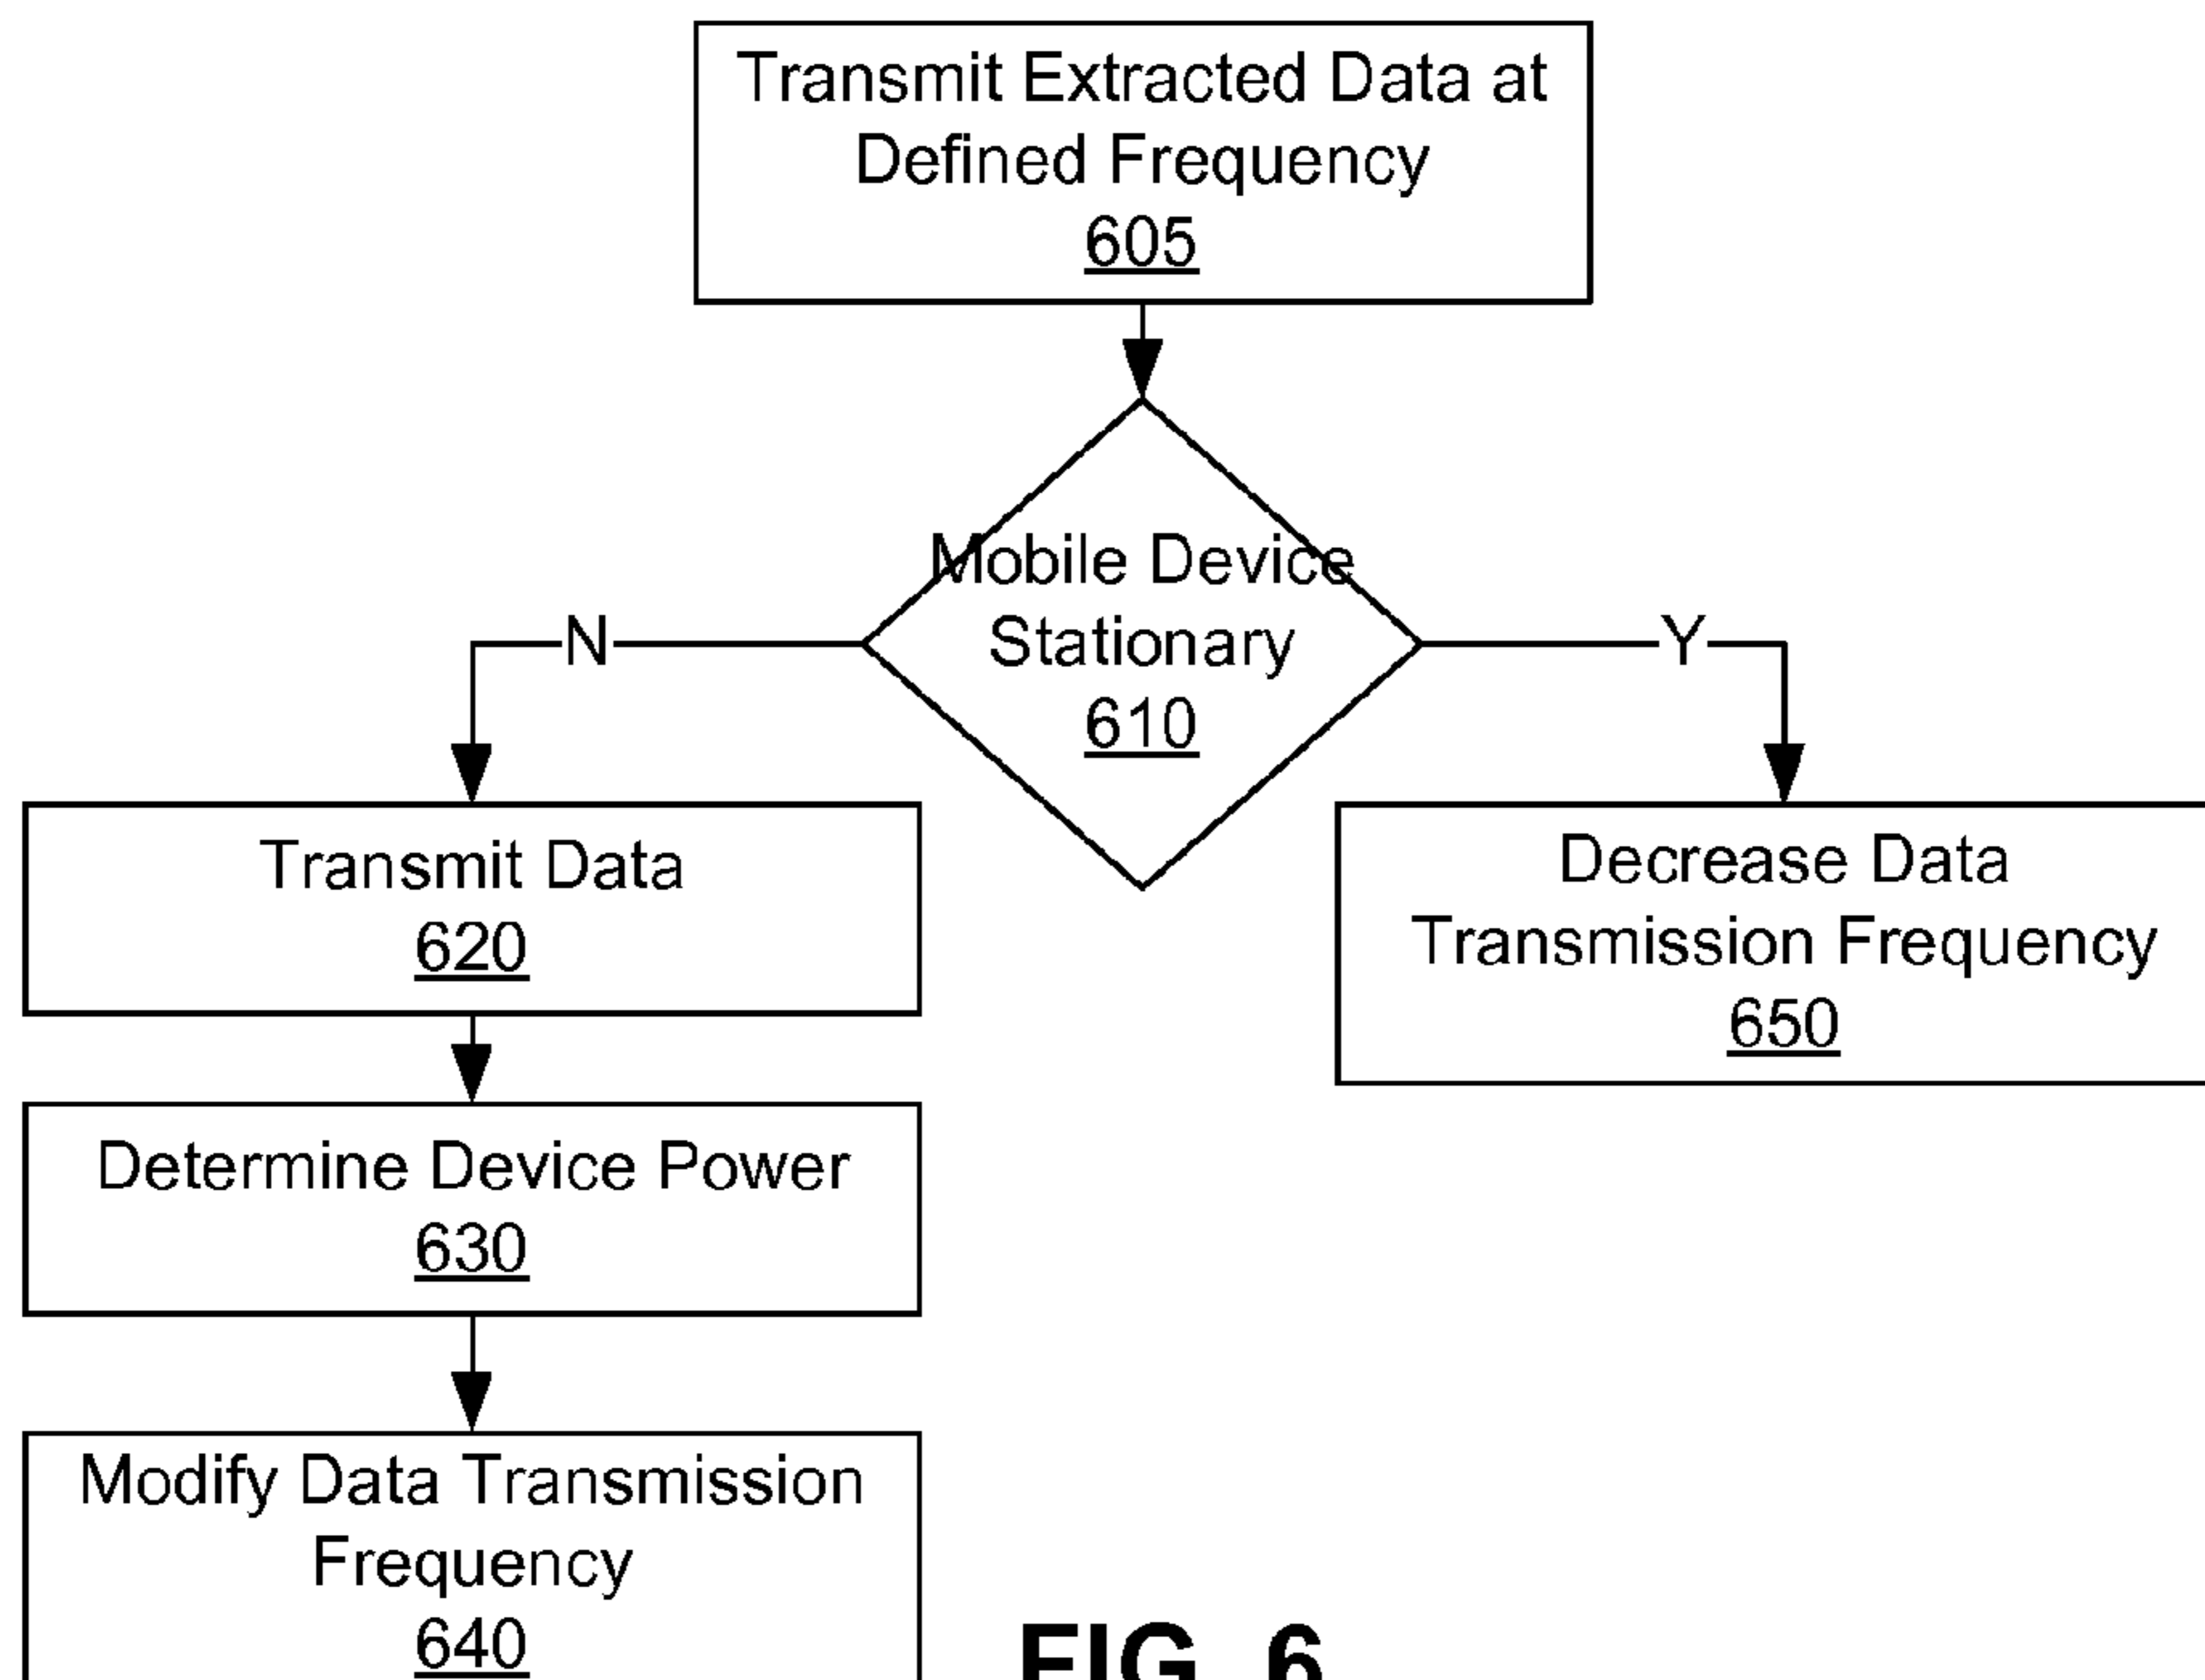 Transmit Extracted Data at
Defined Frequency
605
Mobile Device
Stationary
610
N
Y
Transmit Data
620
Decrease Data
Transmission Frequency
650
Determine Device Power
630
Modify Data Transmission
Frequency
640
FIG. 6